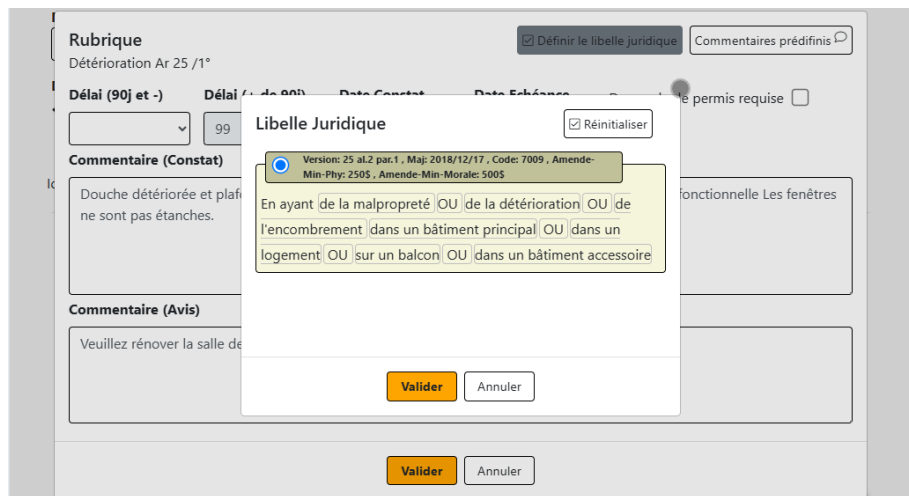 Rubrique
Définir le libelle juridique
Commentaires prédifinis
Détérioration Ar 25 /1°
Délai (90j et -)
Délai (+ de 90j)
Date Constat
Date Echéance
permis requise
99
Libelle Juridique
Réinitialiser
Commentaire (Constat)
Version: 25 al.2 par.1 , Maj: 2018/12/17 , Code: 7009 , Amende-
Min-Phy: 250$ , Amende-Min-Morale: 500$
Douche détériorée et
fonctionnelle Les fenêtres
ne sont pas étanches.
En ayant de la malpropreté OU de la détérioration OU de
l'encombrement dans un bâtiment principal OU dans un
logement OU sur un balcon OU dans un bâtiment accessoire
Commentaire (Avis)
Veuillez rénover la salle de
Valider
Annuler
Valider
Annuler